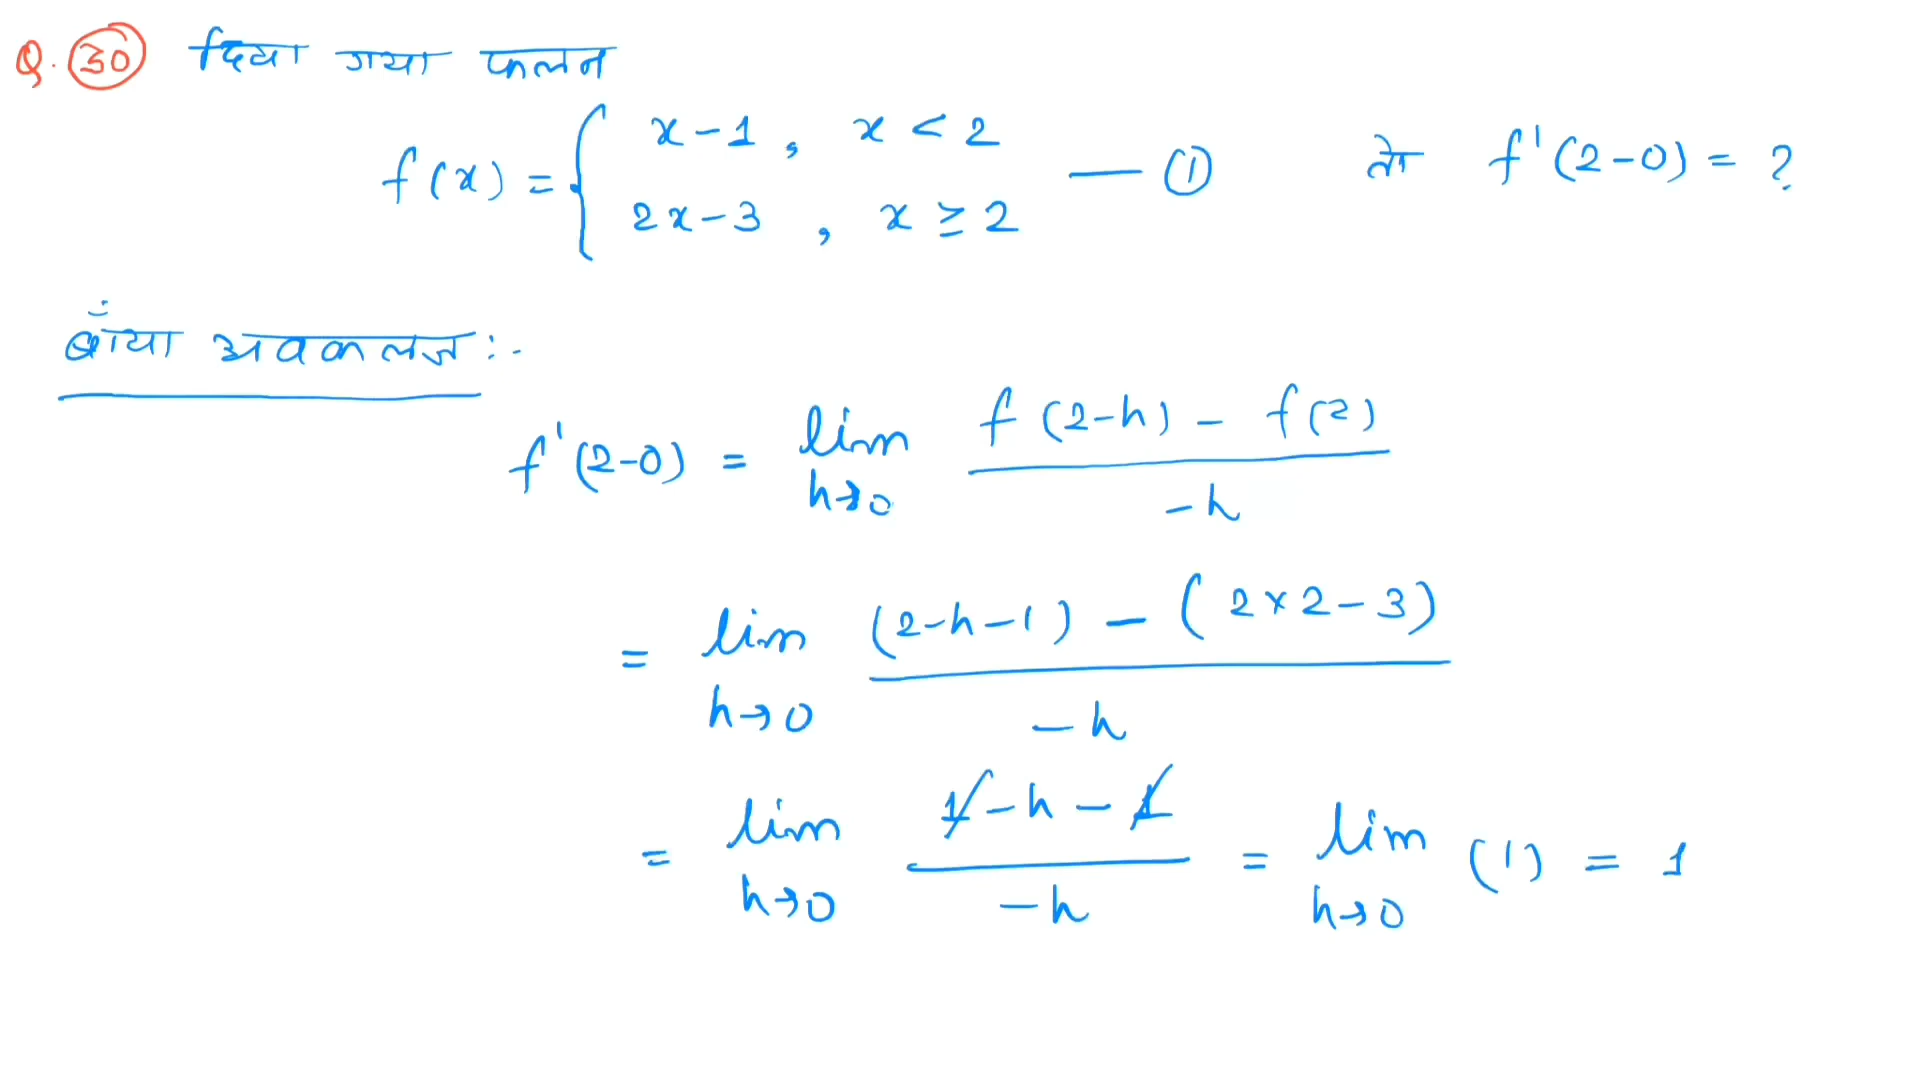 Q. 30 दिया गया फलन
f(x) = { x-1 , x < 2
2x-3 , x ≥ 2 — ① तो f'(2-0) = ?
बाँया अवकलज :-
f'(2-0) = lim h→0 f(2-h) - f(2) / -h
= lim h→0 (2-h-1) - (2×2-3) / -h
= lim h→0 1-h-1 / -h = lim h→0 (1) = 1